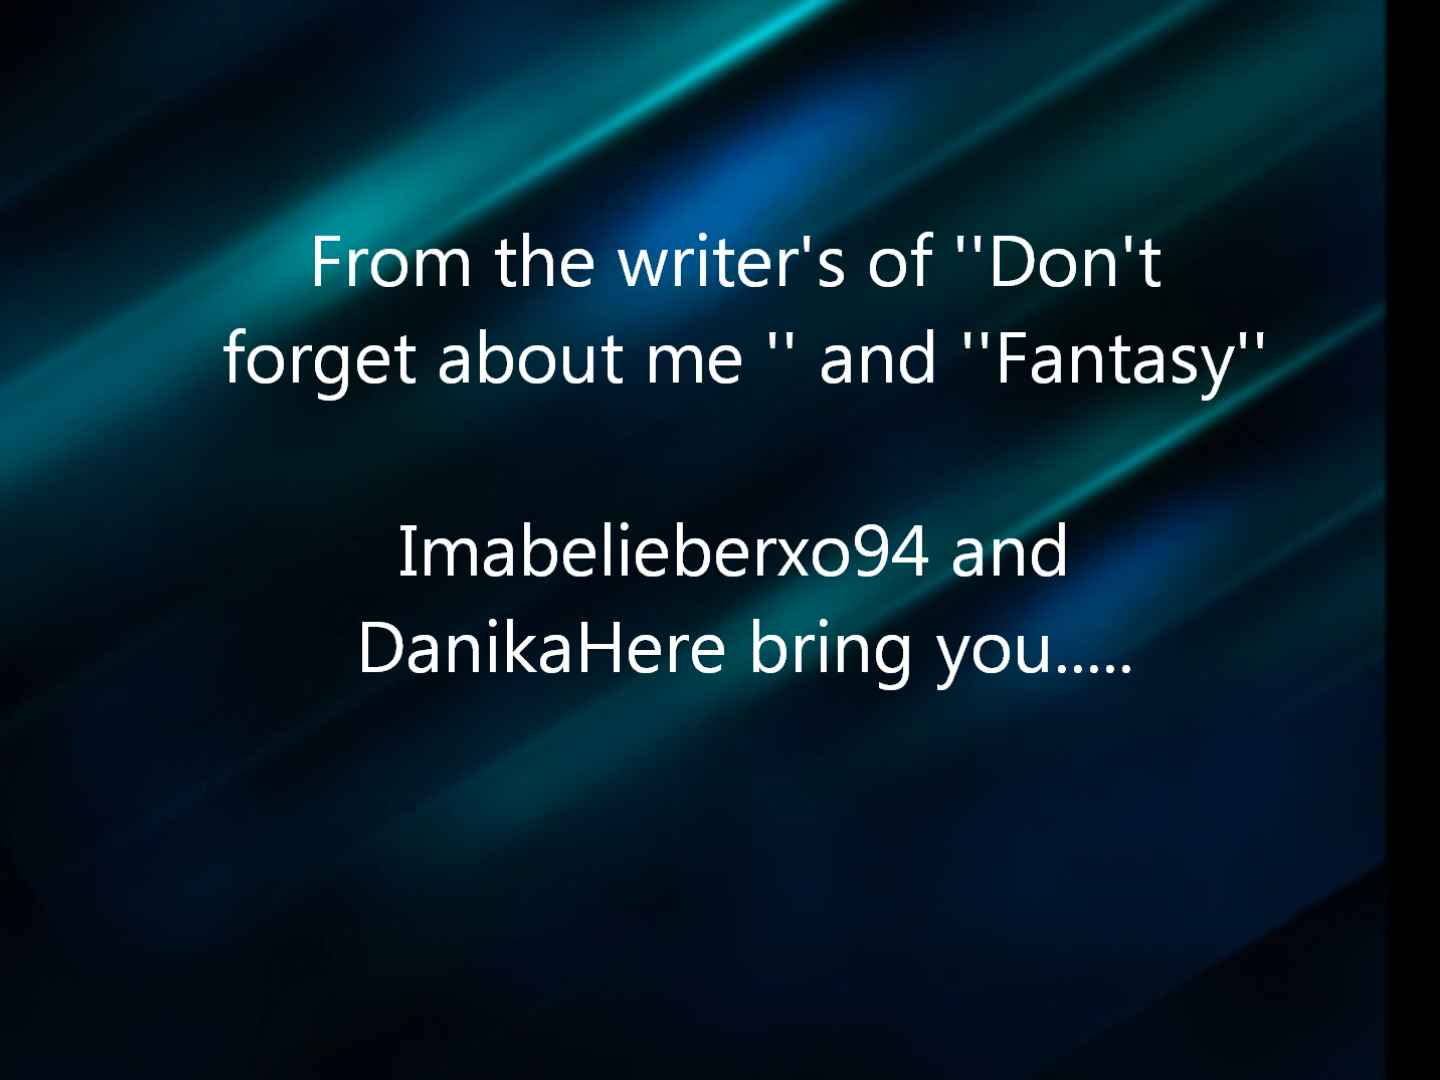 From the writer's of ''Don't
forget about me '' and ''Fantasy''
Imabelieberxo94 and
DanikaHere bring you.....